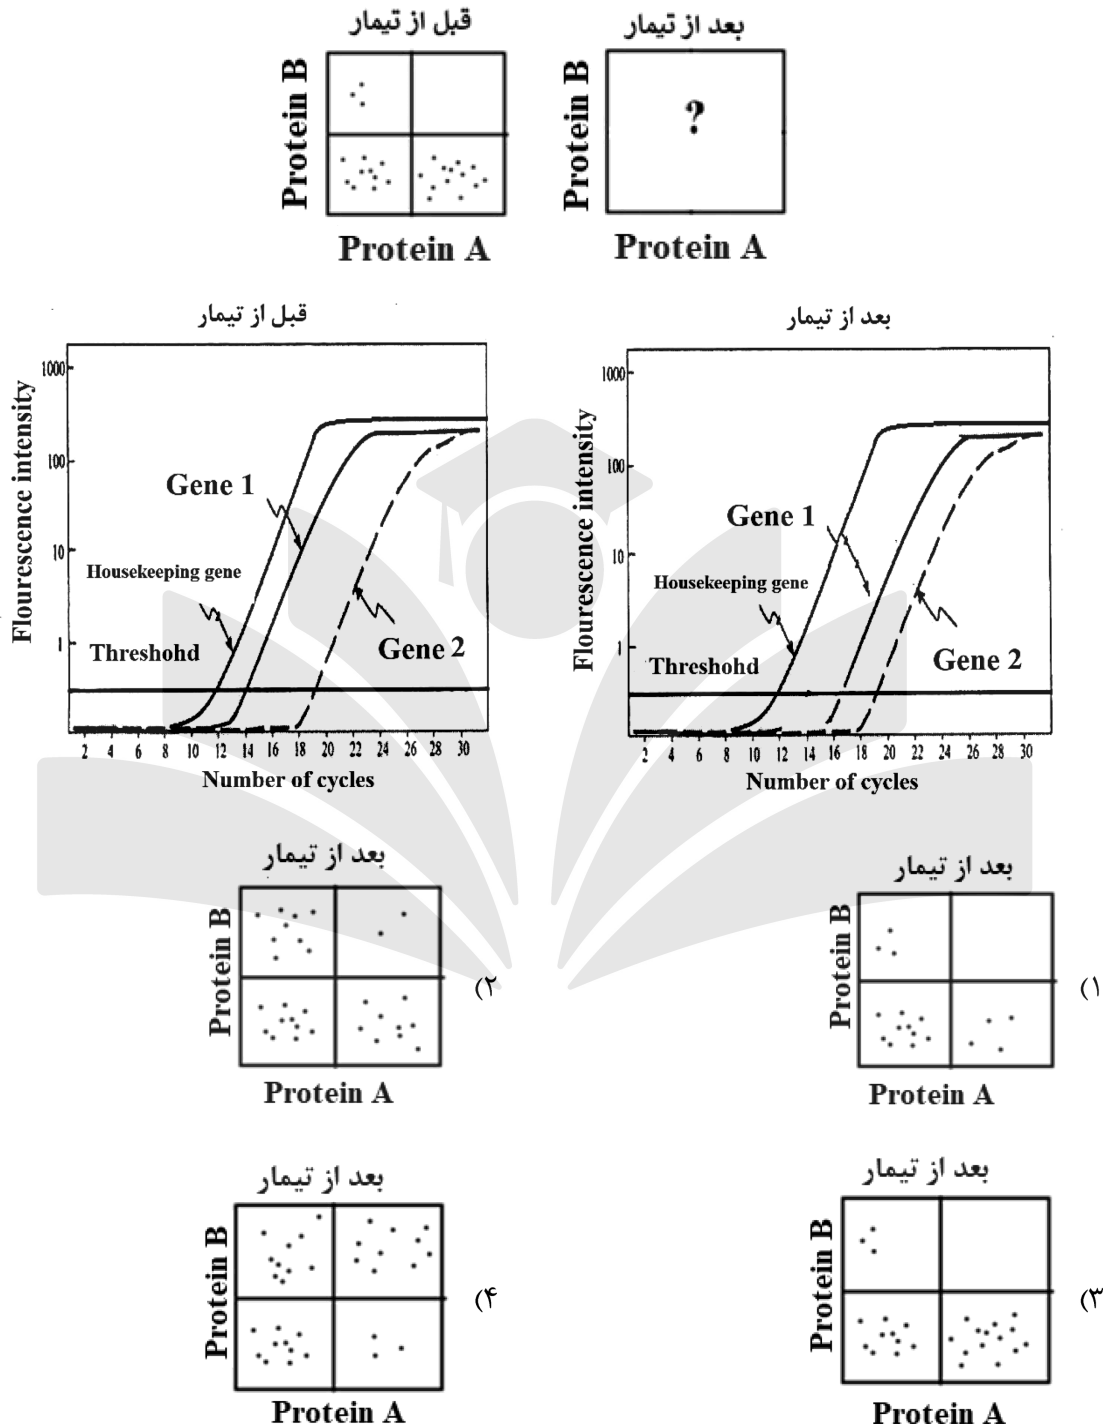 قبل از تیمار
بعد از تیمار
Protein B
Protein A
Protein B
?
Protein A
قبل از تیمار
Flourescence intensity
1000
100
10
1
Gene 1
Housekeeping gene
Gene 2
Threshohd
2 4 6 8 10 12 14 16 18 20 22 24 26 28 30
Number of cycles
بعد از تیمار
Flourescence intensity
1000
100
10
1
Gene 1
Housekeeping gene
Gene 2
Threshohd
2 4 6 8 10 12 14 16 18 20 22 24 26 28 30
Number of cycles
بعد از تیمار
Protein B
Protein A
۱)
بعد از تیمار
Protein B
Protein A
۲)
بعد از تیمار
Protein B
Protein A
۳)
بعد از تیمار
Protein B
Protein A
۴)